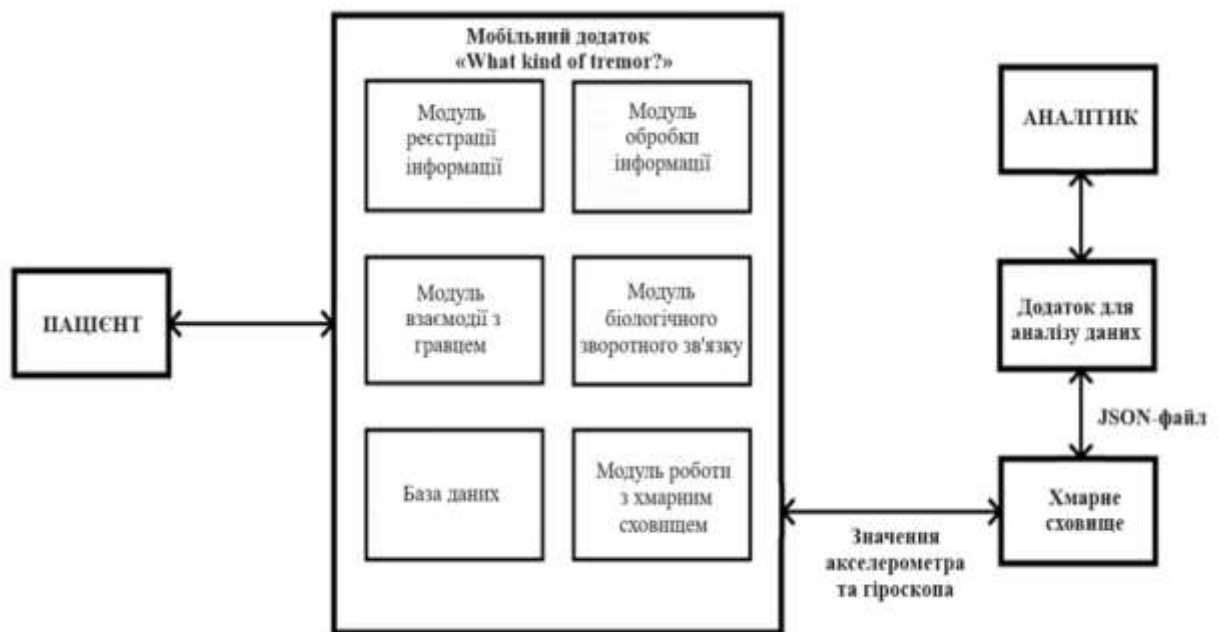 Мобільний додаток
«What kind of tremor?»
Модуль
реєстрації
інформації
Модуль
обробки
інформації
АНАЛІТИК
ПАЦІЄНТ
Модуль
взаємодії з
гравцем
Модуль
біологічного
зворотного зв'язку
Додаток для
аналізу даних
JSON-файл
База даних
Модуль роботи
з хмарним
сховищем
Хмарне
сховище
Значення
акселерометра
та гіроскопа